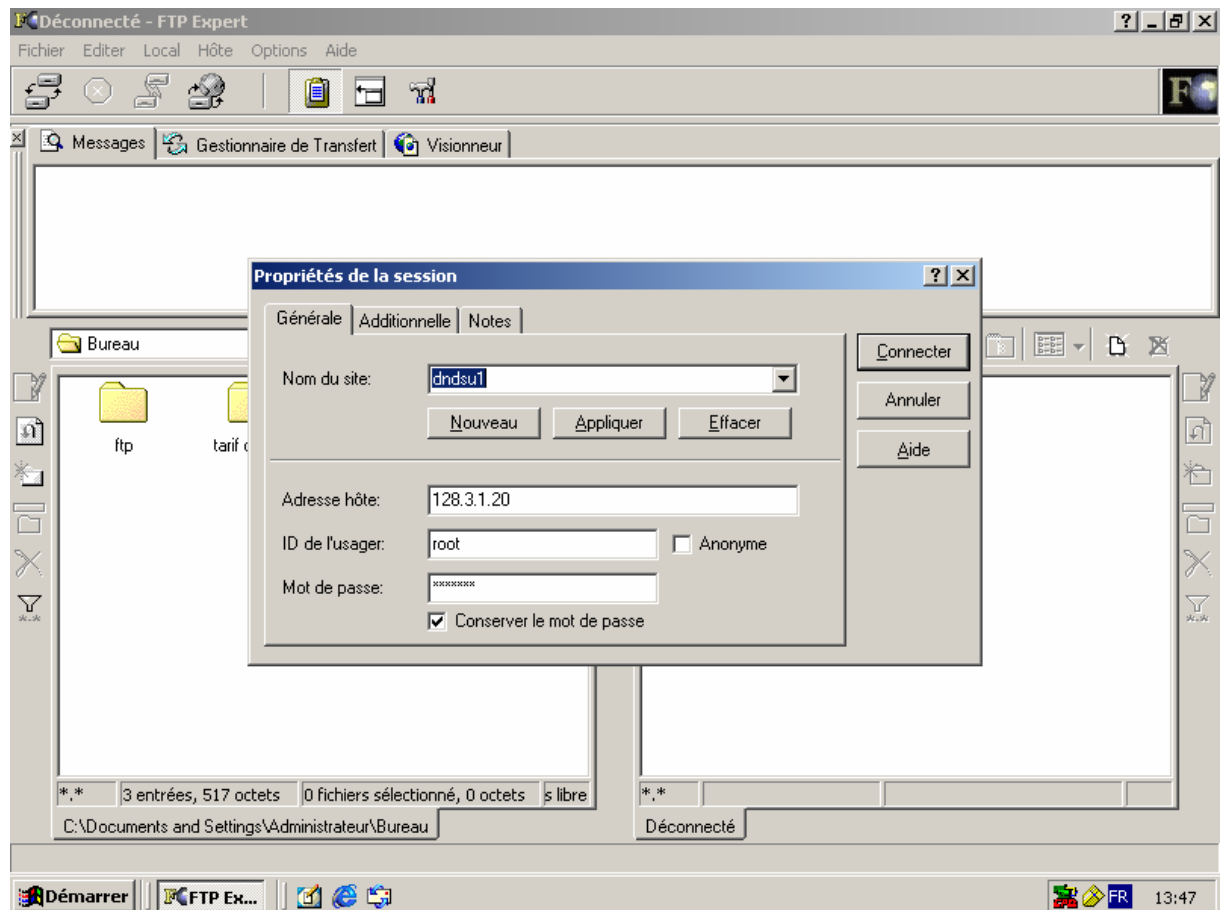 Déconnecté - FTP Expert
Fichier Editer Local Hôte Options Aide
Messages Gestionnaire de Transfert Visionneur
Propriétés de la session
Générale Additionnelle Notes
Connecter
Bureau
Nom du site: dndsu1
Annuler
Nouveau Appliquer Effacer
ftp tarif
Aide
Adresse hôte: 128.3.1.20
ID de l'usager: root Anonyme
Mot de passe: xxxxxxx
Conserver le mot de passe
*.* 3 entrées, 517 octets 0 fichiers sélectionné, 0 octets s libre *.*
C:\Documents and Settings\Administrateur\Bureau Déconnecté
Démarrer FTP Ex... FR 13:47